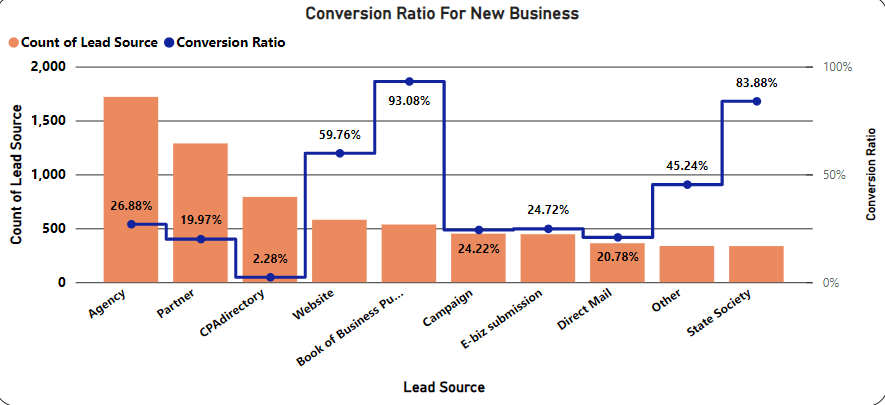 Conversion Ratio For New Business
Count of Lead Source Conversion Ratio
2,000
1,500
1,000
500
0
Count of Lead Source
100%
50%
0%
Conversion Ratio
26.88%
19.97%
2.28%
59.76%
93.08%
24.22%
24.72%
20.78%
45.24%
83.88%
Agency
Partner
CPAdirectory
Website
Book of Business Pu...
Campaign
E-biz submission
Direct Mail
Other
State Society
Lead Source